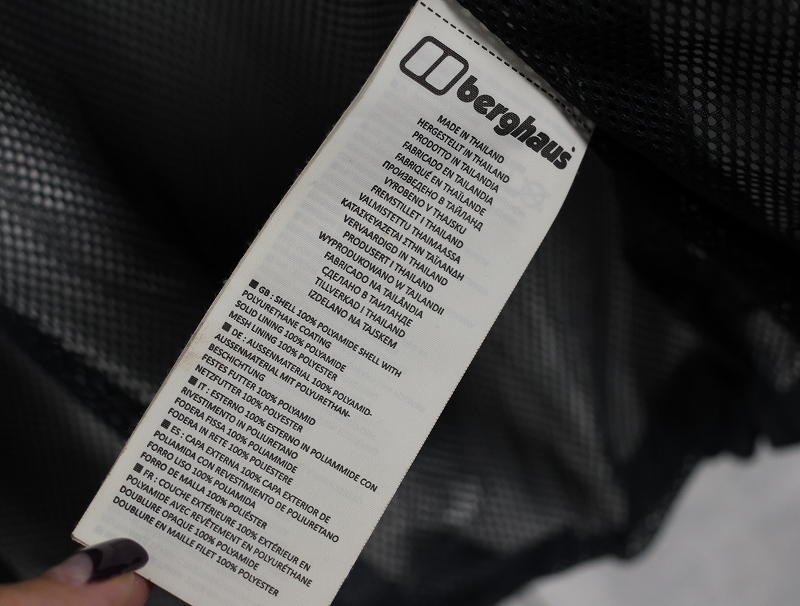 berghaus
MADE IN THAILAND
HERGESTELLT IN THAILAND
PRODOTTO IN TAILANDIA
FABRICADO EN TAILANDIA
FABRIQUÉ EN THAÏLANDE
ПРОИЗВЕДЕНО В ТАЙЛАНД
VYROBENO V THAJSKU
FREMSTILLET I THAILAND
VALMISTETTU THAIMAASSA
ΚΑΤΑΣΚΕΥΑΖΕΤΑΙ ΣΤΗΝ ΤΑΪΛΑΝΔΗ
VERVAARDIGD IN THAILAND
PRODUSERT I THAILAND
WYPRODUKOWANO W TAILANDII
FABRICADO NA TAILÂNDIA
СДЕЛАНО В ТАИЛАНДЕ
TILLVERKAD I THAILAND
IZDELANO NA TAJSKEM
■ GB : SHELL 100% POLYAMIDE SHELL WITH
POLYURETHANE COATING
SOLID LINING 100% POLYAMIDE
MESH LINING 100% POLYESTER
■ DE : AUSSENMATERIAL 100% POLYAMID-
AUSSENMATERIAL MIT POLYURETHAN-
BESCHICHTUNG
FESTES FUTTER 100% POLYAMID
NETZFUTTER 100% POLYESTER
■ IT : ESTERNO 100% ESTERNO IN POLIAMMIDE CON
RIVESTIMENTO IN POLIURETANO
FODERA FISSA 100% POLIAMMIDE
FODERA IN RETE 100% POLIESTERE
■ ES : CAPA EXTERNA 100% CAPA EXTERIOR DE
POLIAMIDA CON REVESTIMIENTO DE POLIURETANO
FORRO LISO 100% POLIAMIDA
FORRO DE MALLA 100% POLIÉSTER
■ FR : COUCHE EXTÉRIEURE 100% EXTÉRIEUR EN
POLYAMIDE AVEC REVÊTEMENT EN POLYURÉTHANE
DOUBLURE OPAQUE 100% POLYAMIDE
DOUBLURE EN MAILLE FILET 100% POLYESTER